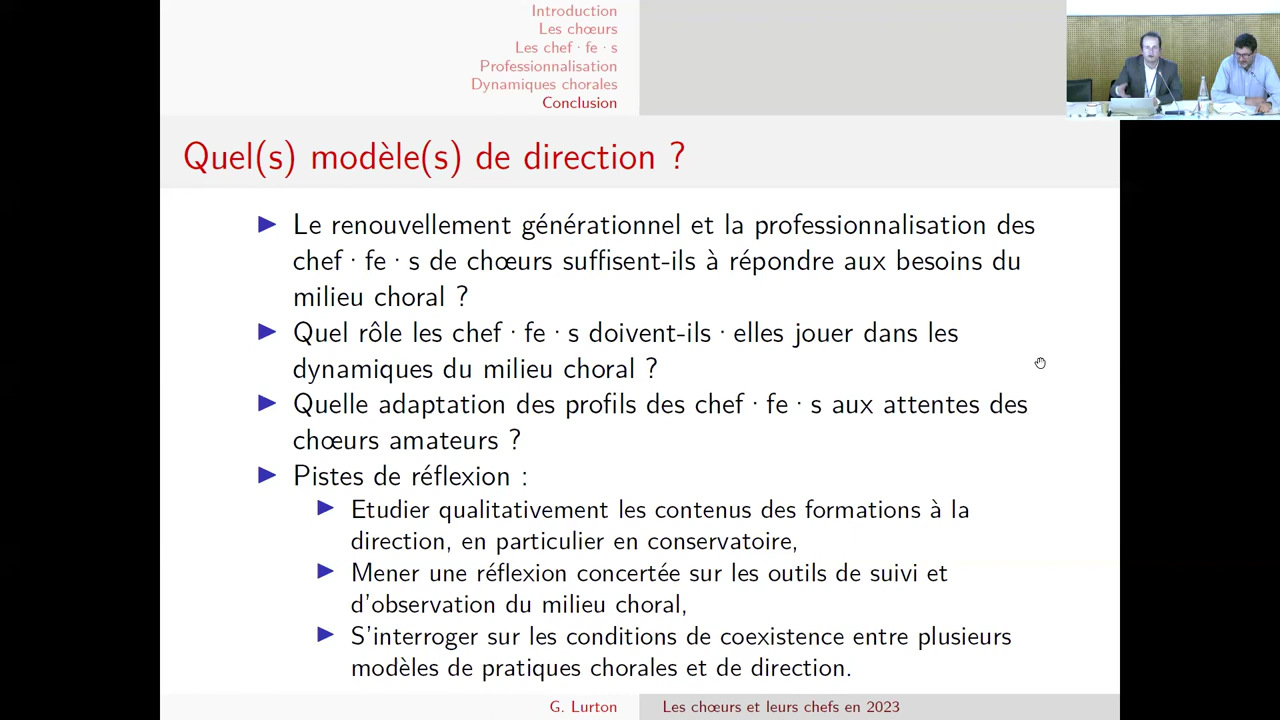 Introduction
Les chœurs
Les chef · fe · s
Professionnalisation
Dynamiques chorales
Conclusion
Quel(s) modèle(s) de direction ?
Le renouvellement générationnel et la professionnalisation des
chef · fe · s de chœurs suffisent-ils à répondre aux besoins du
milieu choral ?
Quel rôle les chef · fe · s doivent-ils · elles jouer dans les
dynamiques du milieu choral ?
Quelle adaptation des profils des chef · fe · s aux attentes des
chœurs amateurs ?
Pistes de réflexion :
Etudier qualitativement les contenus des formations à la
direction, en particulier en conservatoire,
Mener une réflexion concertée sur les outils de suivi et
d'observation du milieu choral,
S'interroger sur les conditions de coexistence entre plusieurs
modèles de pratiques chorales et de direction.
G. Lurton
Les chœurs et leurs chefs en 2023